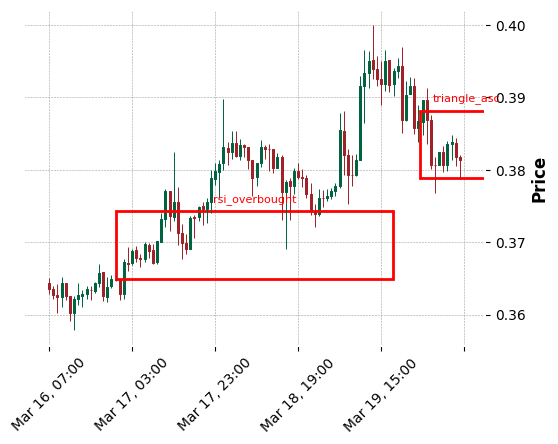 0.40
triangle_asc
0.39
0.38
Price
rsi_overbought
0.37
0.36
Mar 16, 07:00
Mar 17, 03:00
Mar 17, 23:00
Mar 18, 19:00
Mar 19, 15:00